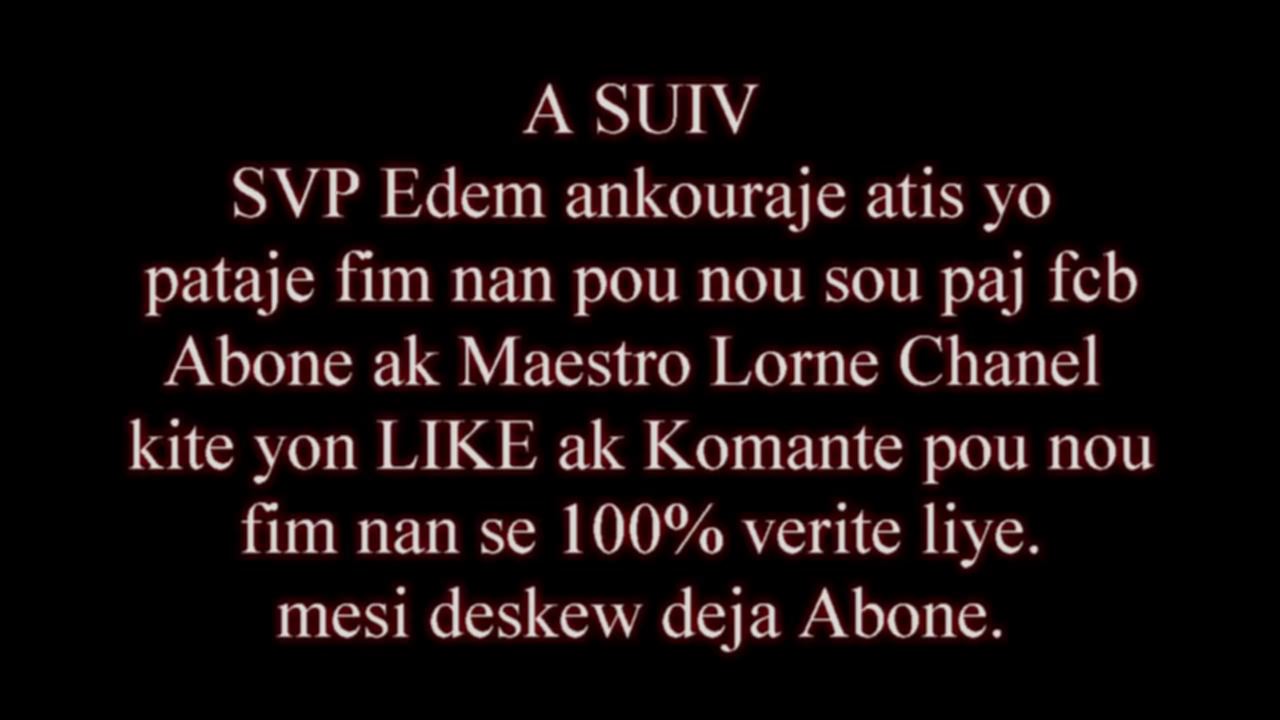 A SUIV
SVP Edem ankouraje atis yo
pataje fim nan pou nou sou paj fcb
Abone ak Maestro Lorne Chanel
kite yon LIKE ak Komante pou nou
fim nan se 100% verite liye.
mesi deskew deja Abone.